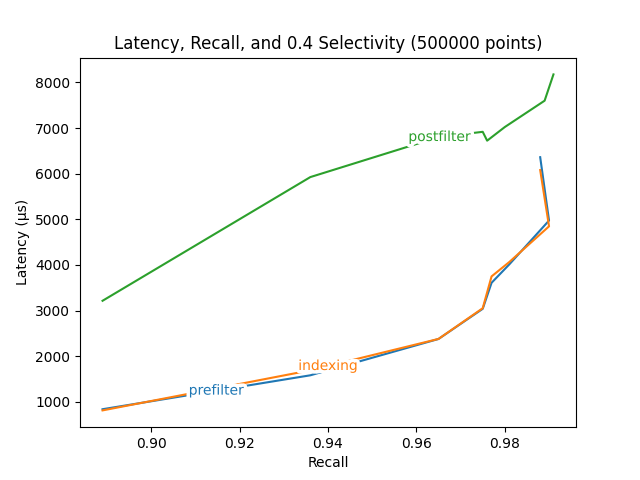 Latency, Recall, and 0.4 Selectivity (500000 points)
8000
7000
6000
5000
4000
3000
2000
1000
Latency (μs)
postfilter
indexing
prefilter
0.90 0.92 0.94 0.96 0.98
Recall